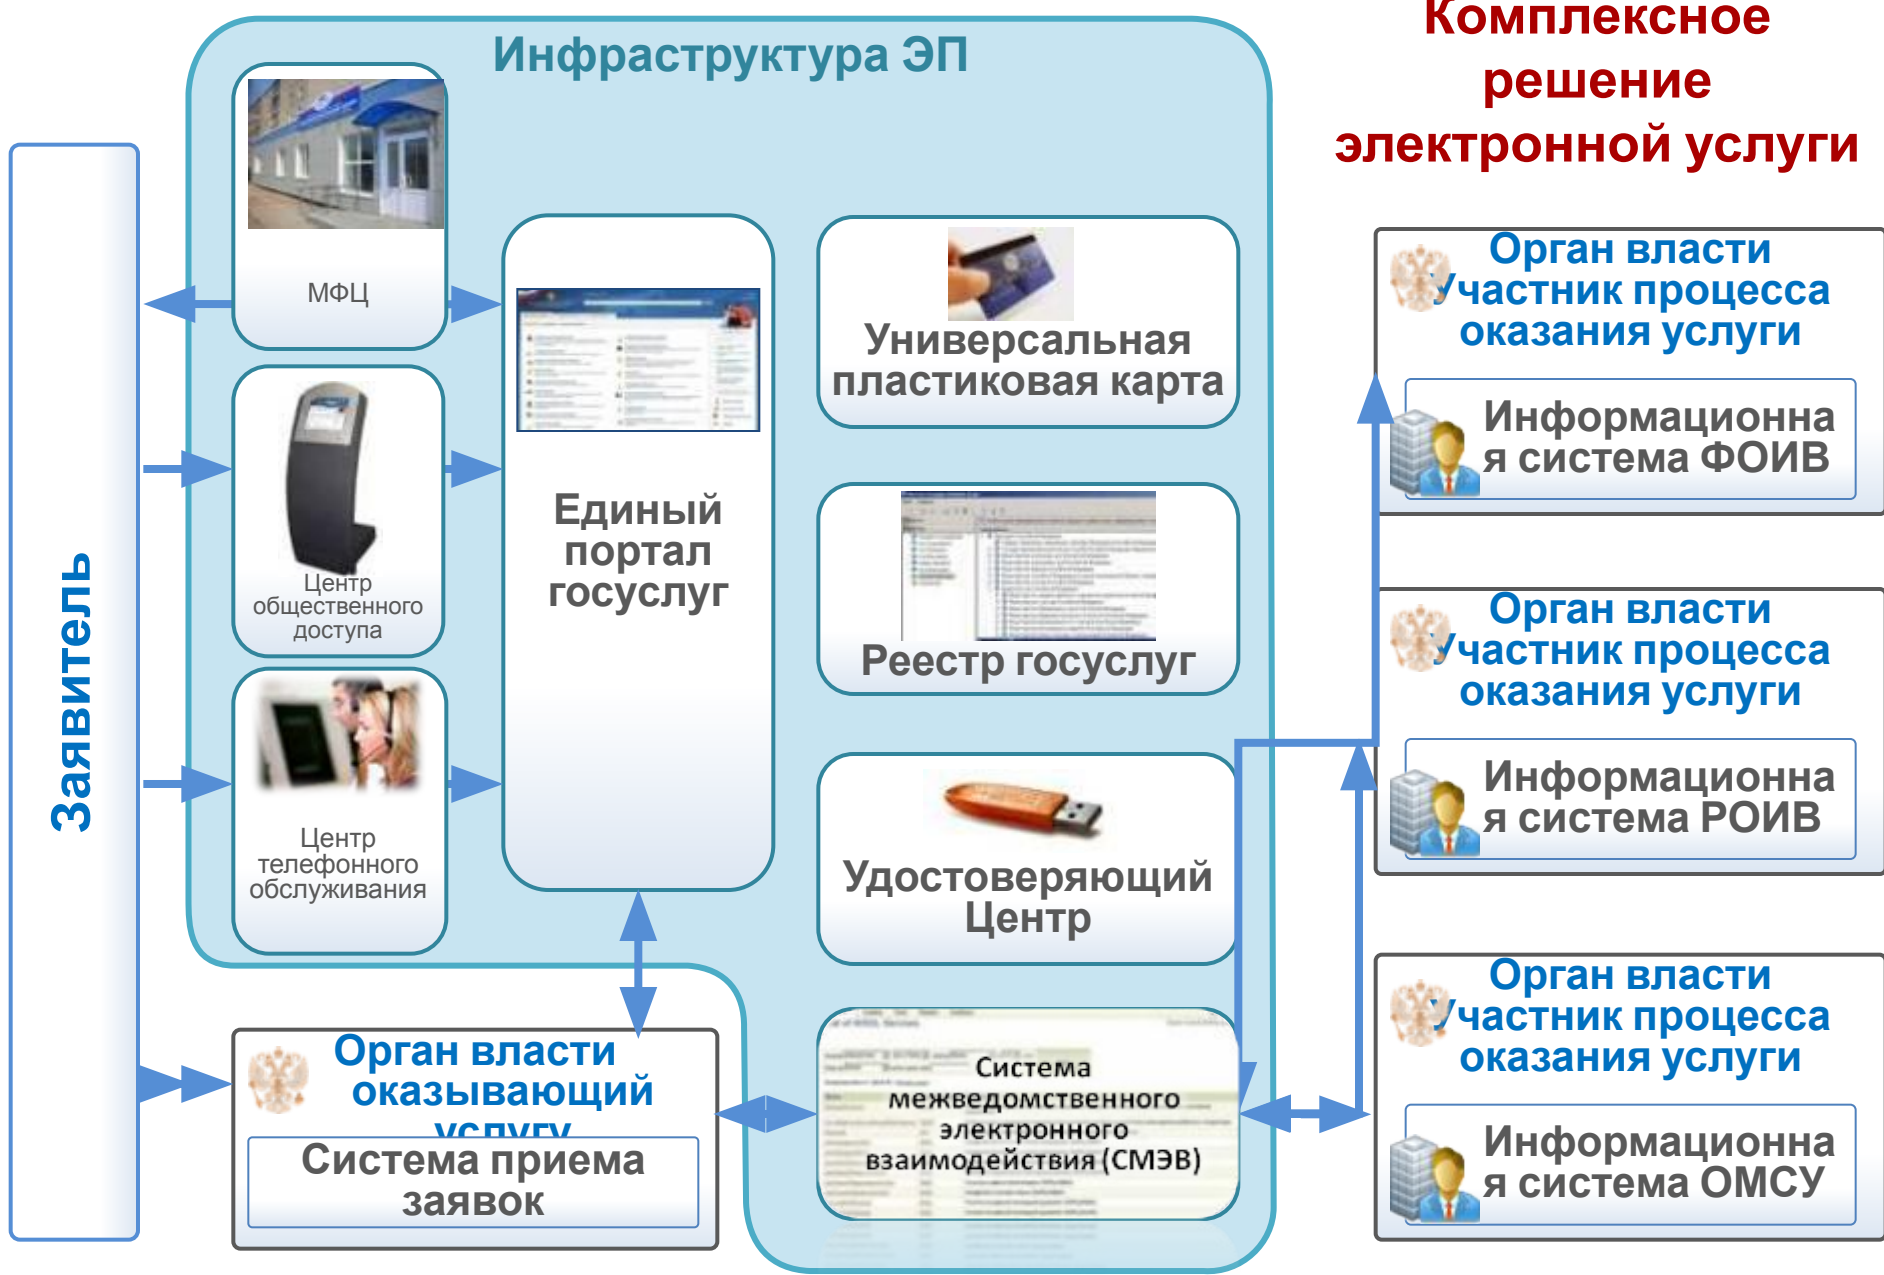 Комплексное
решение
электронной услуги
Инфраструктура ЭП
Заявитель
МФЦ
Центр
общественного
доступа
Центр
телефонного
обслуживания
Единый
портал
госуслуг
Универсальная
пластиковая карта
Реестр госуслуг
Удостоверяющий
Центр
Система
межведомственного
электронного
взаимодействия (СМЭВ)
Орган власти
оказывающий
услугу
Система приема
заявок
Орган власти
Участник процесса
оказания услуги
Информационна
я система ФОИВ
Орган власти
Участник процесса
оказания услуги
Информационна
я система РОИВ
Орган власти
Участник процесса
оказания услуги
Информационна
я система ОМСУ